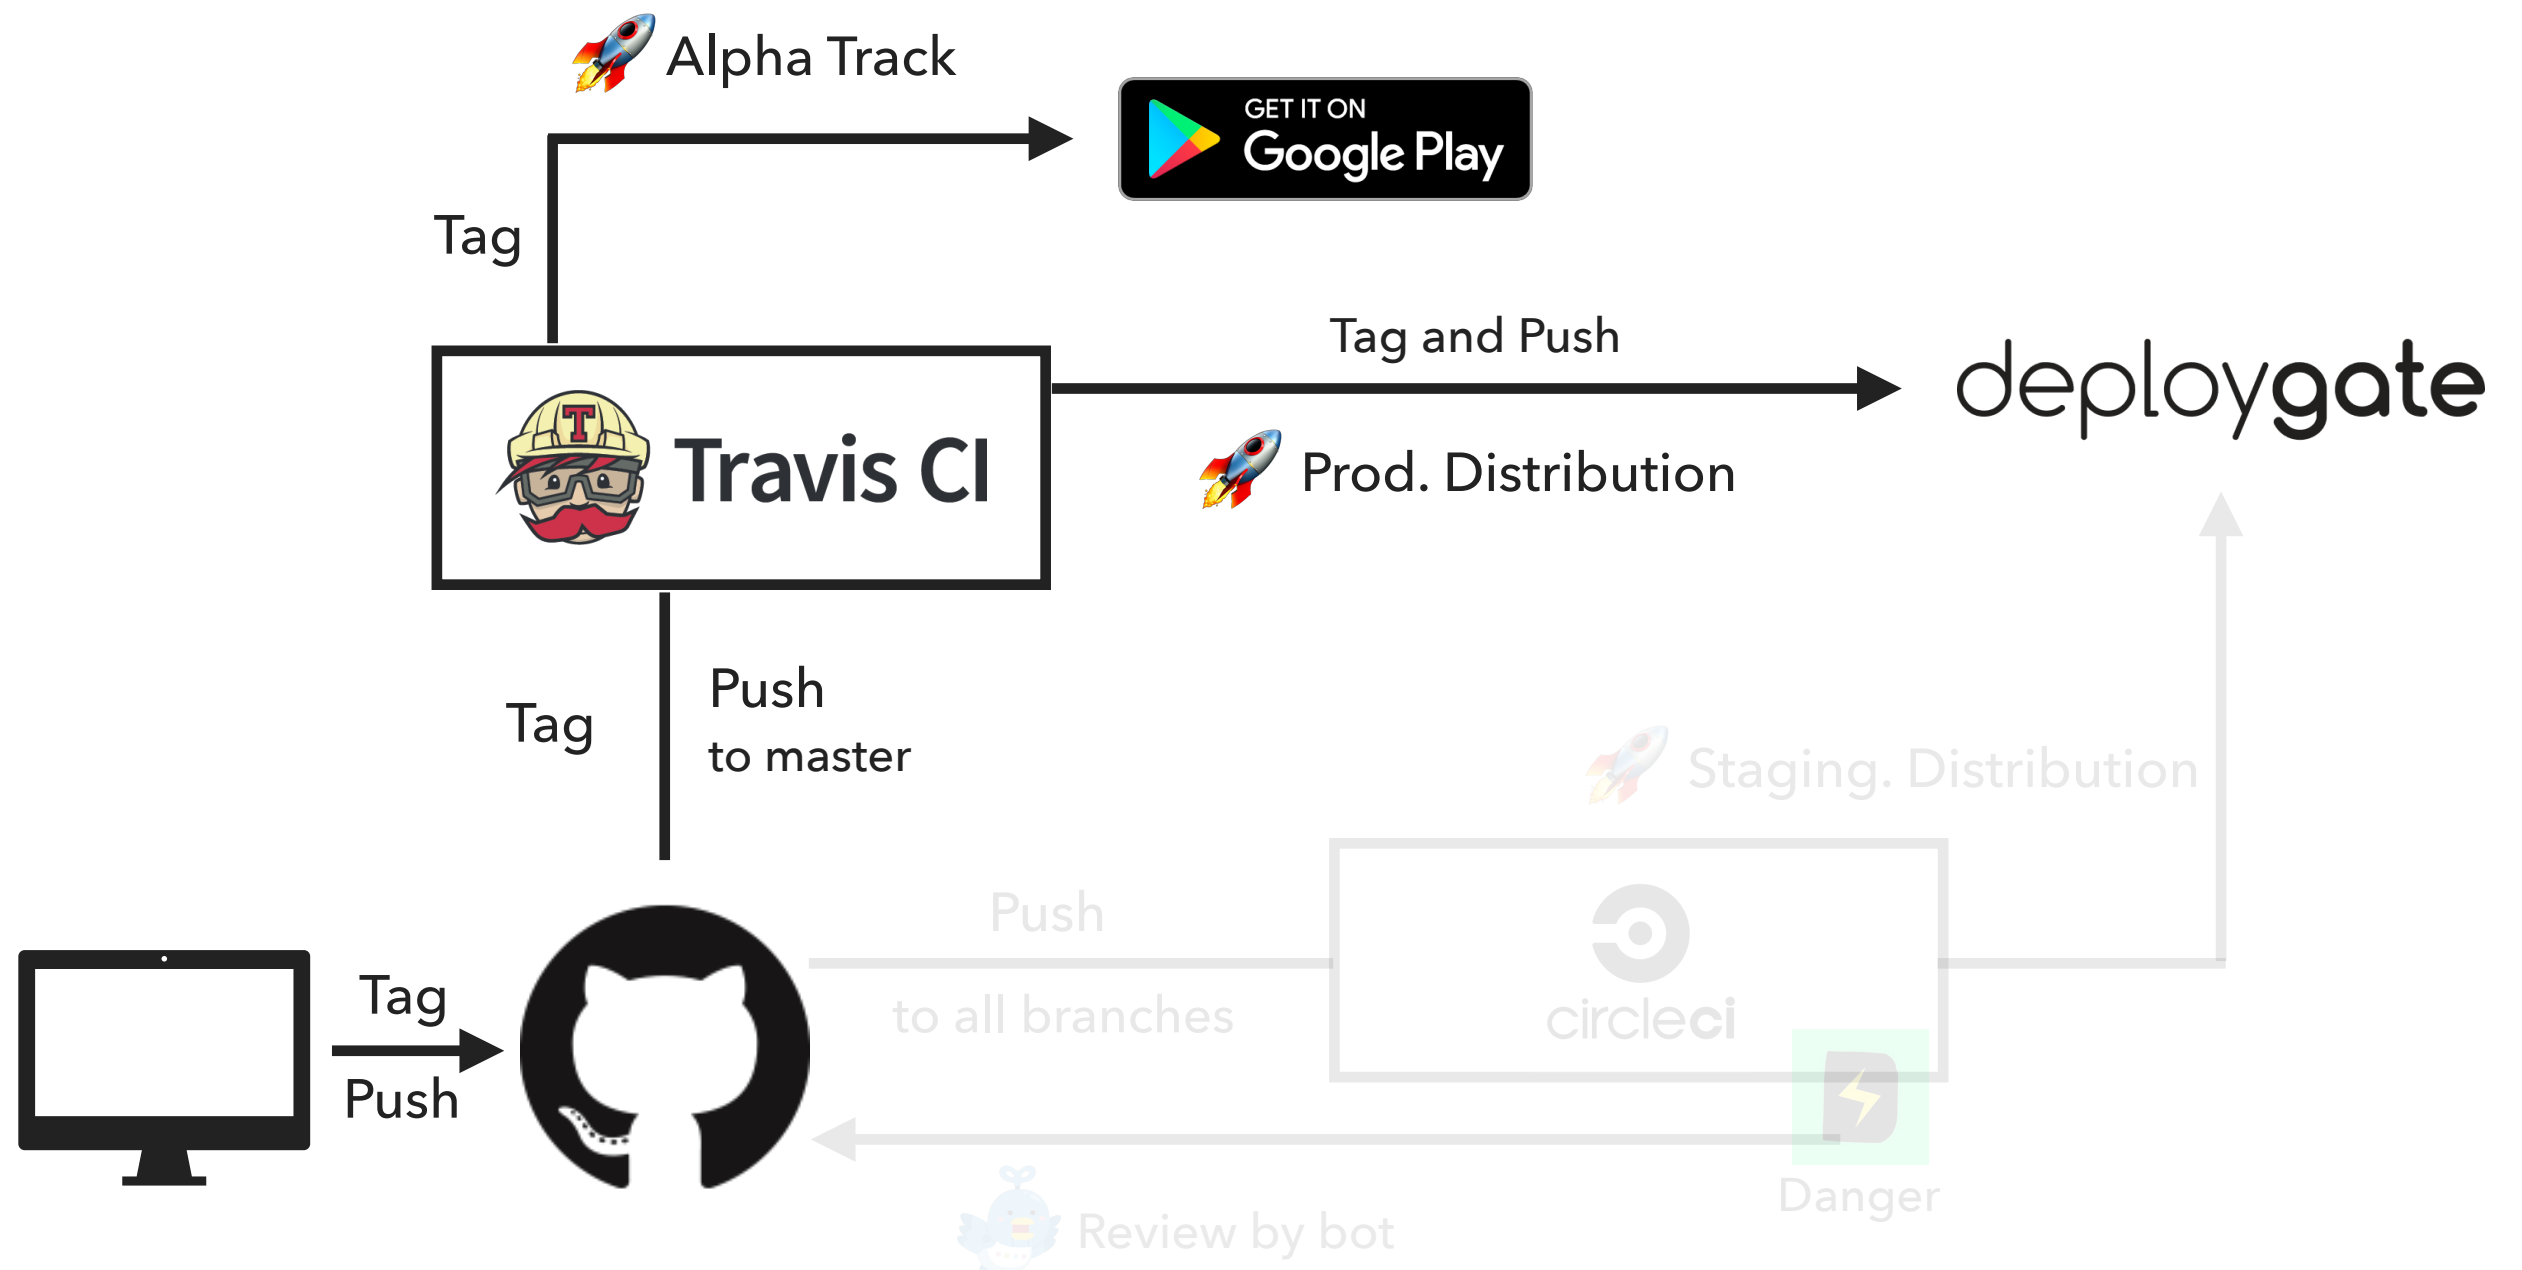 Alpha Track
GET IT ON
Google Play
Tag
Tag and Push
deploygate
T
Travis CI
Prod. Distribution
Push
Tag
to master
Staging. Distribution
Push
circleci
Tag
to all branches
Push
Danger
Review by bot